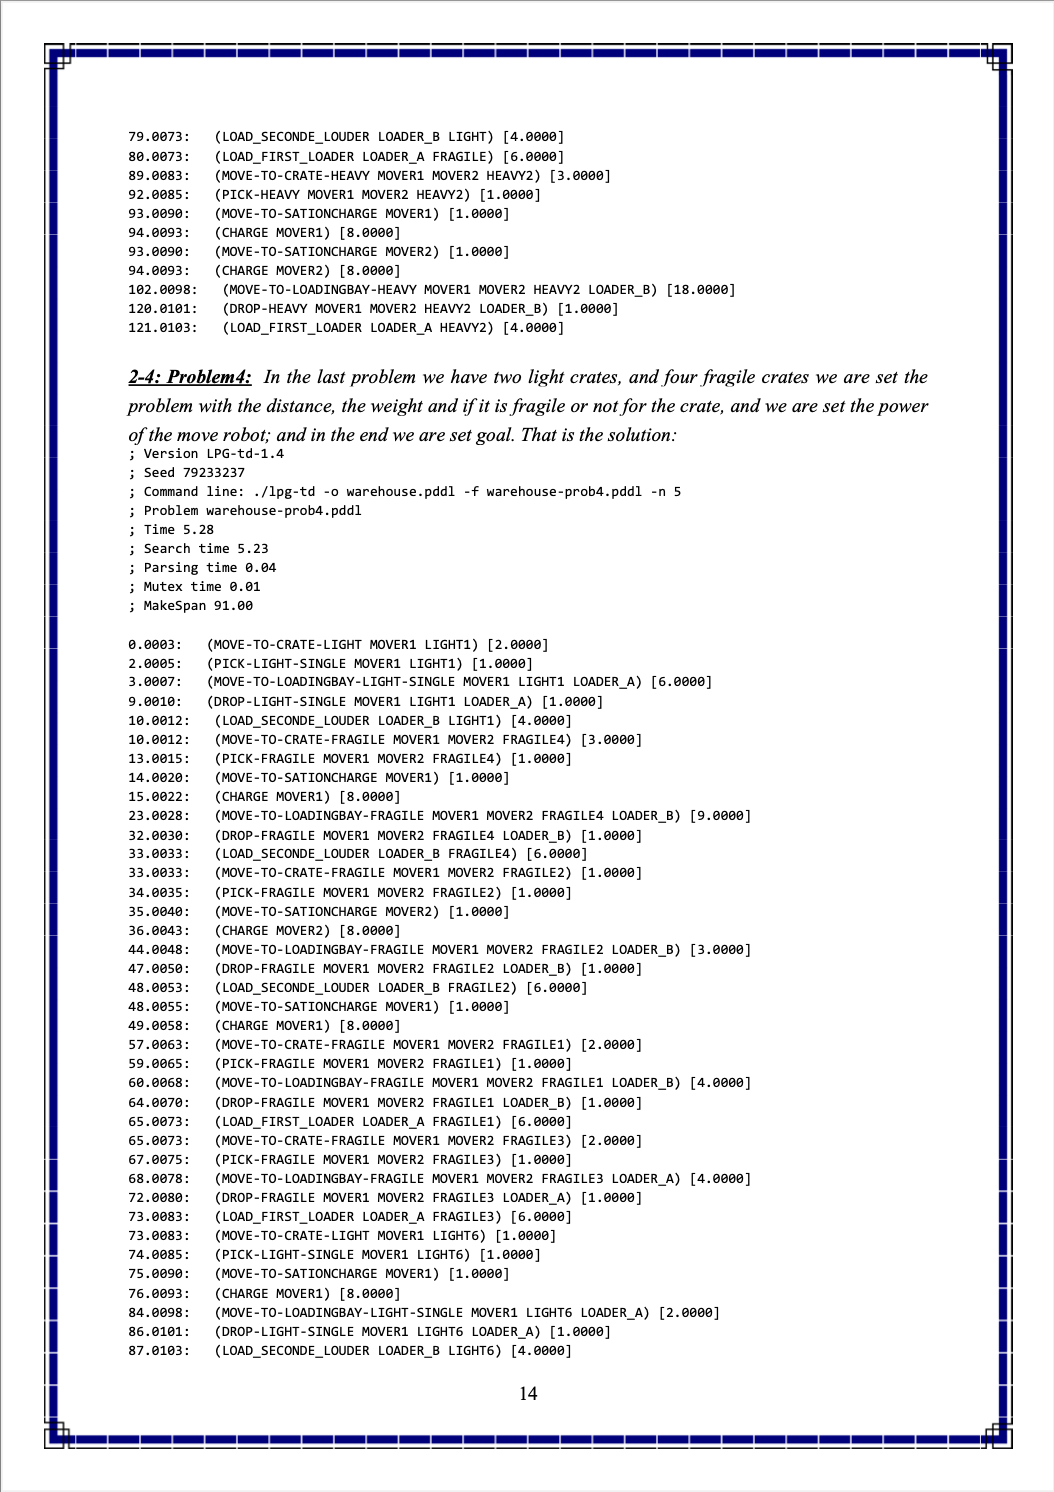 79.0073:   (LOAD_SECONDE_LOUDER LOADER_B LIGHT) [4.0000]
80.0073:   (LOAD_FIRST_LOADER LOADER_A FRAGILE) [6.0000]
89.0083:   (MOVE-TO-CRATE-HEAVY MOVER1 MOVER2 HEAVY2) [3.0000]
92.0085:   (PICK-HEAVY MOVER1 MOVER2 HEAVY2) [1.0000]
93.0090:   (MOVE-TO-SATIONCHARGE MOVER1) [1.0000]
94.0093:   (CHARGE MOVER1) [8.0000]
93.0090:   (MOVE-TO-SATIONCHARGE MOVER2) [1.0000]
94.0093:   (CHARGE MOVER2) [8.0000]
102.0098:   (MOVE-TO-LOADINGBAY-HEAVY MOVER1 MOVER2 HEAVY2 LOADER_B) [18.0000]
120.0101:   (DROP-HEAVY MOVER1 MOVER2 HEAVY2 LOADER_B) [1.0000]
121.0103:   (LOAD_FIRST_LOADER LOADER_A HEAVY2) [4.0000]
2-4: Problem4:  In the last problem we have two light crates, and four fragile crates we are set the
problem with the distance, the weight and if it is fragile or not for the crate, and we are set the power
of the move robot; and in the end we are set goal. That is the solution:
; Version LPG-td-1.4
; Seed 79233237
; Command line: ./lpg-td -o warehouse.pddl -f warehouse-prob4.pddl -n 5
; Problem warehouse-prob4.pddl
; Time 5.28
; Search time 5.23
; Parsing time 0.04
; Mutex time 0.01
; MakeSpan 91.00
0.0003:   (MOVE-TO-CRATE-LIGHT MOVER1 LIGHT1) [2.0000]
2.0005:   (PICK-LIGHT-SINGLE MOVER1 LIGHT1) [1.0000]
3.0007:   (MOVE-TO-LOADINGBAY-LIGHT-SINGLE MOVER1 LIGHT1 LOADER_A) [6.0000]
9.0010:   (DROP-LIGHT-SINGLE MOVER1 LIGHT1 LOADER_A) [1.0000]
10.0012:   (LOAD_SECONDE_LOUDER LOADER_B LIGHT1) [4.0000]
10.0012:   (MOVE-TO-CRATE-FRAGILE MOVER1 MOVER2 FRAGILE4) [3.0000]
13.0015:   (PICK-FRAGILE MOVER1 MOVER2 FRAGILE4) [1.0000]
14.0020:   (MOVE-TO-SATIONCHARGE MOVER1) [1.0000]
15.0022:   (CHARGE MOVER1) [8.0000]
23.0028:   (MOVE-TO-LOADINGBAY-FRAGILE MOVER1 MOVER2 FRAGILE4 LOADER_B) [9.0000]
32.0030:   (DROP-FRAGILE MOVER1 MOVER2 FRAGILE4 LOADER_B) [1.0000]
33.0033:   (LOAD_SECONDE_LOUDER LOADER_B FRAGILE4) [6.0000]
33.0033:   (MOVE-TO-CRATE-FRAGILE MOVER1 MOVER2 FRAGILE2) [1.0000]
34.0035:   (PICK-FRAGILE MOVER1 MOVER2 FRAGILE2) [1.0000]
35.0040:   (MOVE-TO-SATIONCHARGE MOVER2) [1.0000]
36.0043:   (CHARGE MOVER2) [8.0000]
44.0048:   (MOVE-TO-LOADINGBAY-FRAGILE MOVER1 MOVER2 FRAGILE2 LOADER_B) [3.0000]
47.0050:   (DROP-FRAGILE MOVER1 MOVER2 FRAGILE2 LOADER_B) [1.0000]
48.0053:   (LOAD_SECONDE_LOUDER LOADER_B FRAGILE2) [6.0000]
48.0055:   (MOVE-TO-SATIONCHARGE MOVER1) [1.0000]
49.0058:   (CHARGE MOVER1) [8.0000]
57.0063:   (MOVE-TO-CRATE-FRAGILE MOVER1 MOVER2 FRAGILE1) [2.0000]
59.0065:   (PICK-FRAGILE MOVER1 MOVER2 FRAGILE1) [1.0000]
60.0068:   (MOVE-TO-LOADINGBAY-FRAGILE MOVER1 MOVER2 FRAGILE1 LOADER_B) [4.0000]
64.0070:   (DROP-FRAGILE MOVER1 MOVER2 FRAGILE1 LOADER_B) [1.0000]
65.0073:   (LOAD_FIRST_LOADER LOADER_A FRAGILE1) [6.0000]
65.0073:   (MOVE-TO-CRATE-FRAGILE MOVER1 MOVER2 FRAGILE3) [2.0000]
67.0075:   (PICK-FRAGILE MOVER1 MOVER2 FRAGILE3) [1.0000]
68.0078:   (MOVE-TO-LOADINGBAY-FRAGILE MOVER1 MOVER2 FRAGILE3 LOADER_A) [4.0000]
72.0080:   (DROP-FRAGILE MOVER1 MOVER2 FRAGILE3 LOADER_A) [1.0000]
73.0083:   (LOAD_FIRST_LOADER LOADER_A FRAGILE3) [6.0000]
73.0083:   (MOVE-TO-CRATE-LIGHT MOVER1 LIGHT6) [1.0000]
74.0085:   (PICK-LIGHT-SINGLE MOVER1 LIGHT6) [1.0000]
75.0090:   (MOVE-TO-SATIONCHARGE MOVER1) [1.0000]
76.0093:   (CHARGE MOVER1) [8.0000]
84.0098:   (MOVE-TO-LOADINGBAY-LIGHT-SINGLE MOVER1 LIGHT6 LOADER_A) [2.0000]
86.0101:   (DROP-LIGHT-SINGLE MOVER1 LIGHT6 LOADER_A) [1.0000]
87.0103:   (LOAD_SECONDE_LOUDER LOADER_B LIGHT6) [4.0000]
14